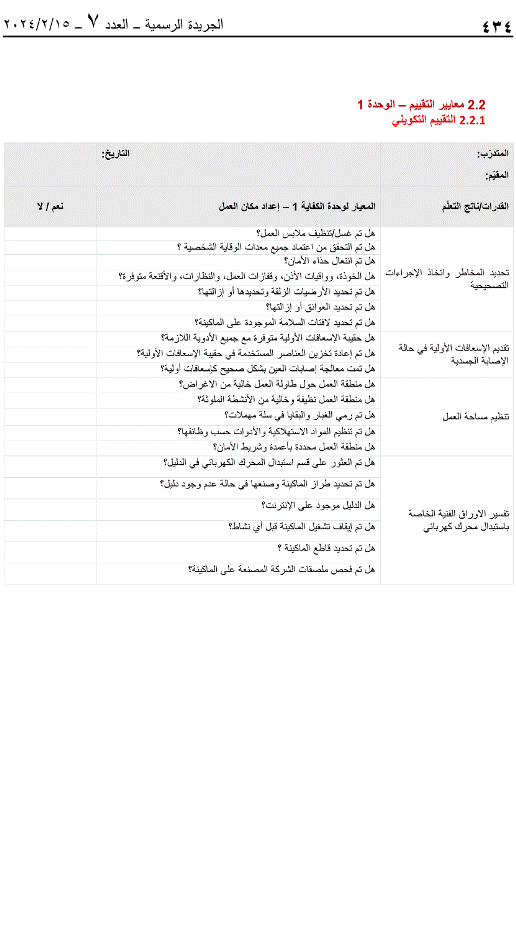 ٤٣٤ الجريدة الرسمية – العدد ٧ – ٢٠٢٤/٢/١٥
2.2 معايير التقييم – الوحدة 1
2.2.1 التقييم التكويني
المتدرّب: التاريخ:
المقيّم:
القدرات/ناتج التعلّم المعيار لوحدة الكفاية 1 – إعداد مكان العمل نعم / لا
تحديد المخاطر واتخاذ الإجراءات التصحيحية
هل تم غسل/تنظيف ملابس العمل؟
هل تم التحقق من اعتماد جميع معدات الوقاية الشخصية ؟
هل تم انتعال حذاء الأمان؟
هل الخوذة، وواقيات الأذن، وقفازات العمل، والنظارات، والأقنعة متوفرة؟
هل تم تحديد الأرضيات الزلقة وتحديدها أو إزالتها؟
هل تم تحديد العوائق أو إزالتها؟
هل تم تحديد لافتات السلامة الموجودة على الماكينة؟
تقديم الإسعافات الأولية في حالة الإصابة الجسدية
هل حقيبة الإسعافات الأولية متوفرة مع جميع الأدوية اللازمة؟
هل تم إعادة تخزين العناصر المستخدمة في حقيبة الإسعافات الأولية؟
هل تمت معالجة إصابات العين بشكل صحيح كإسعافات أولية؟
تنظيم مساحة العمل
هل منطقة العمل حول طاولة العمل خالية من الاغراض؟
هل منطقة العمل نظيفة وخالية من الأنشطة الملوثة؟
هل تم رمي الغبار والبقايا في سلة مهملات؟
هل تم تنظيم المواد الاستهلاكية والأدوات حسب وظائفها؟
هل منطقة العمل محددة بأعمدة وشريط الأمان؟
تفسير الاوراق الفنية الخاصة باستبدال محرك كهربائي
هل تم العثور على قسم استبدال المحرك الكهربائي في الدليل؟
هل تم تحديد طراز الماكينة وصنعها في حالة عدم وجود دليل؟
هل الدليل موجود على الإنترنت؟
هل تم إيقاف تشغيل الماكينة قبل أي نشاط؟
هل تم تحديد قاطع الماكينة ؟
هل تم فحص ملصقات الشركة المصنعة على الماكينة؟